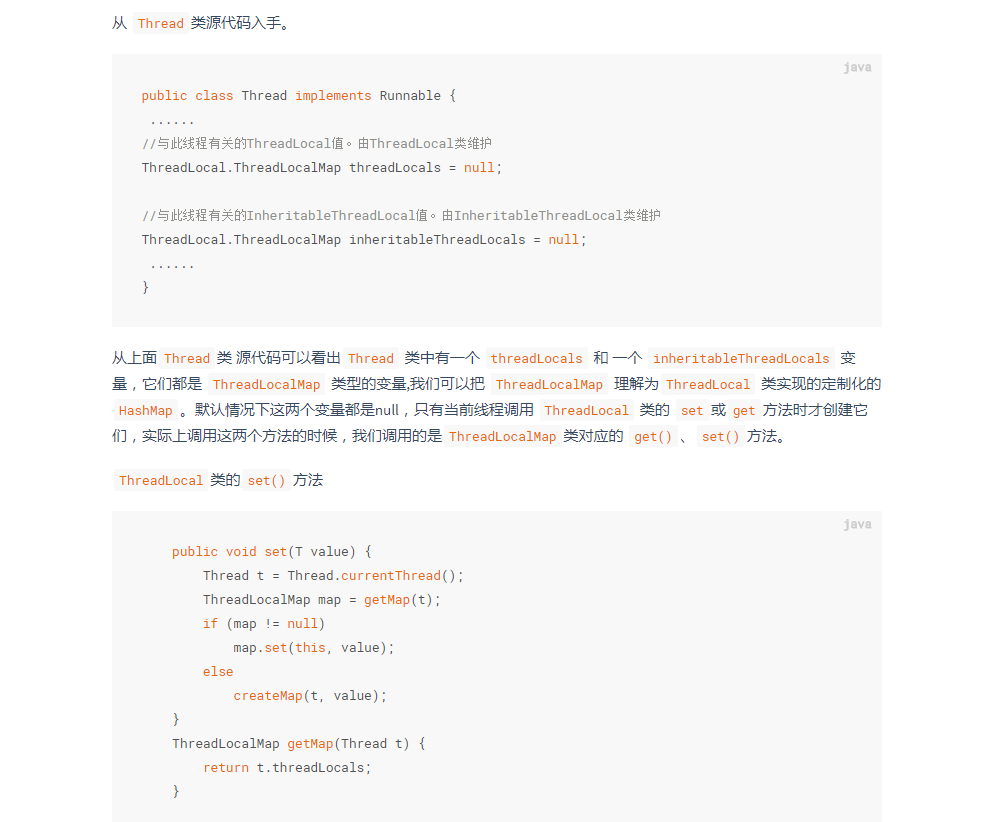 从 Thread 类源代码入手。
java
public class Thread implements Runnable {
 ......
//与此线程有关的ThreadLocal值。由ThreadLocal类维护
ThreadLocal.ThreadLocalMap threadLocals = null;
//与此线程有关的InheritableThreadLocal值。由InheritableThreadLocal类维护
ThreadLocal.ThreadLocalMap inheritableThreadLocals = null;
 ......
}
从上面 Thread 类 源代码可以看出 Thread 类中有一个 threadLocals 和 一个 inheritableThreadLocals 变
量，它们都是 ThreadLocalMap 类型的变量,我们可以把 ThreadLocalMap 理解为 ThreadLocal 类实现的定制化的
HashMap 。默认情况下这两个变量都是null，只有当前线程调用 ThreadLocal 类的 set 或 get 方法时才创建它
们，实际上调用这两个方法的时候，我们调用的是 ThreadLocalMap 类对应的 get() 、 set() 方法。
ThreadLocal 类的 set() 方法
java
    public void set(T value) {
        Thread t = Thread.currentThread();
        ThreadLocalMap map = getMap(t);
        if (map != null)
            map.set(this, value);
        else
            createMap(t, value);
    }
    ThreadLocalMap getMap(Thread t) {
        return t.threadLocals;
    }